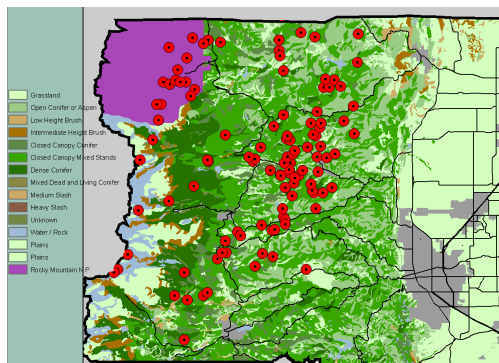 Grassland
Open Conifer or Aspen
Low Height Brush
Intermediate Height Brush
Closed Canopy Conifer
Closed Canopy Mixed Stands
Dense Conifer
Mixed Dead and Living Conifer
Medium Slash
Heavy Slash
Unknown
Water / Rock
Plains
Plains
Rocky Mountain N.P.